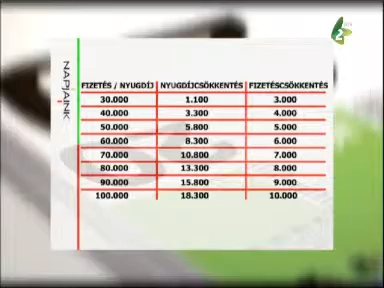 2
NAPJAINK
FIZETÉS / NYUGDÍJ NYUGDÍJCSÖKKENTÉS FIZETÉSCSÖKKENTÉS
30.000 1.100 3.000
40.000 3.300 4.000
50.000 5.800 5.000
60.000 8.300 6.000
70.000 10.800 7.000
80.000 13.300 8.000
90.000 15.800 9.000
100.000 18.300 10.000